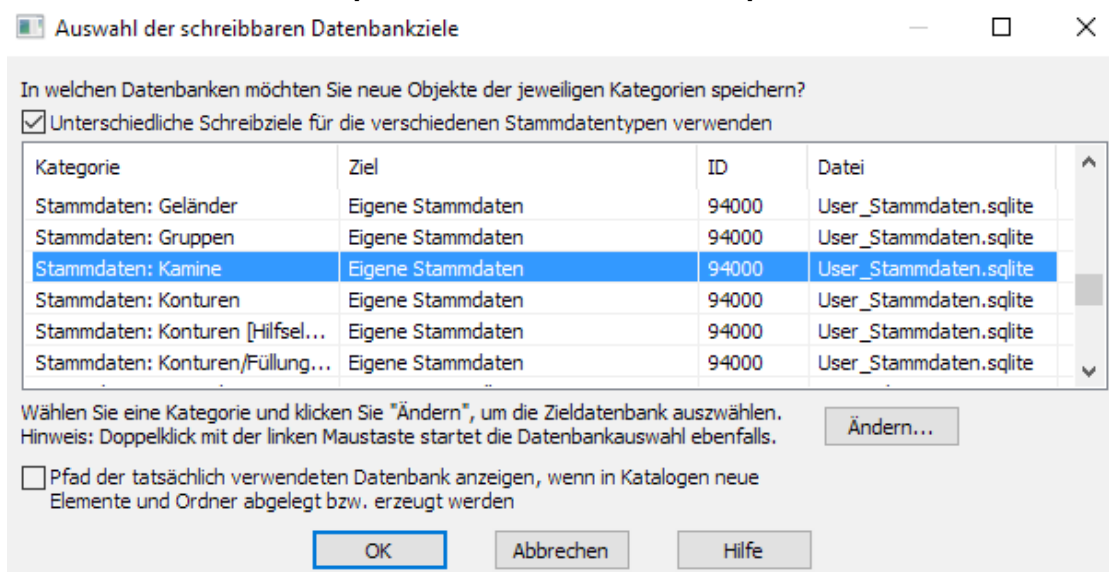 Auswahl der schreibbaren Datenbankziele
In welchen Datenbanken möchten Sie neue Objekte der jeweiligen Kategorien speichern?
Unterschiedliche Schreibziele für die verschiedenen Stammdatentypen verwenden
Kategorie Ziel ID Datei
Stammdaten: Geländer Eigene Stammdaten 94000 User_Stammdaten.sqlite
Stammdaten: Gruppen Eigene Stammdaten 94000 User_Stammdaten.sqlite
Stammdaten: Kamine Eigene Stammdaten 94000 User_Stammdaten.sqlite
Stammdaten: Konturen Eigene Stammdaten 94000 User_Stammdaten.sqlite
Stammdaten: Konturen [Hilfsel... Eigene Stammdaten 94000 User_Stammdaten.sqlite
Stammdaten: Konturen/Füllung... Eigene Stammdaten 94000 User_Stammdaten.sqlite
Wählen Sie eine Kategorie und klicken Sie "Ändern", um die Zieldatenbank auszwählen.
Hinweis: Doppelklick mit der linken Maustaste startet die Datenbankauswahl ebenfalls.
Ändern...
Pfad der tatsächlich verwendeten Datenbank anzeigen, wenn in Katalogen neue
Elemente und Ordner abgelegt bzw. erzeugt werden
OK Abbrechen Hilfe